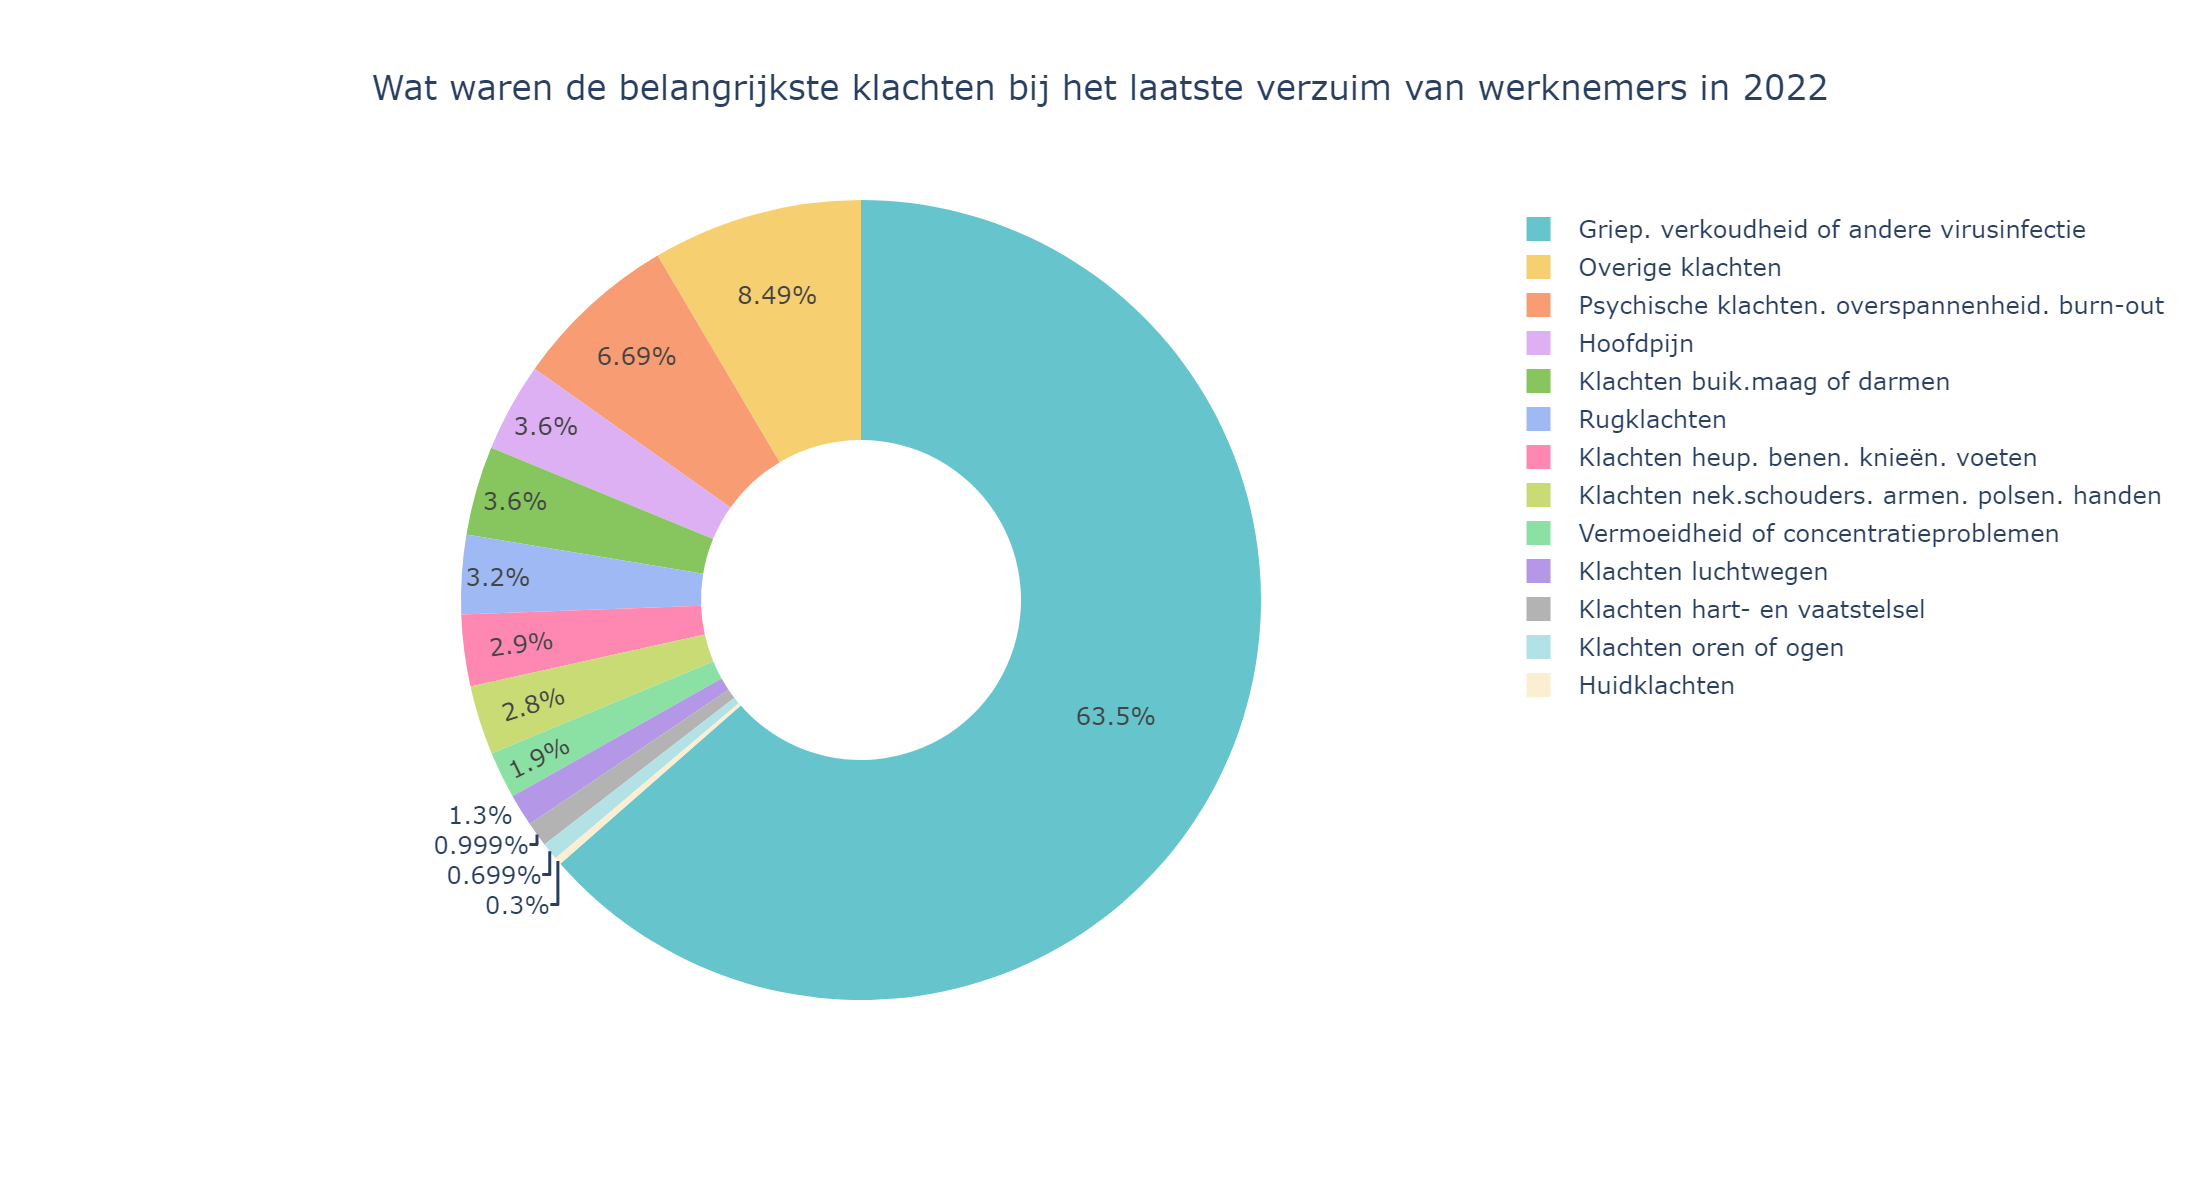 Wat waren de belangrijkste klachten bij het laatste verzuim van werknemers in 2022
8.49%
6.69%
3.6%
3.6%
3.2%
2.9%
2.8%
1.9%
1.3%
0.999%
0.699%
0.3%
63.5%
Griep. verkoudheid of andere virusinfectie
Overige klachten
Psychische klachten. overspannenheid. burn-out
Hoofdpijn
Klachten buik.maag of darmen
Rugklachten
Klachten heup. benen. knieën. voeten
Klachten nek.schouders. armen. polsen. handen
Vermoeidheid of concentratieproblemen
Klachten luchtwegen
Klachten hart- en vaatstelsel
Klachten oren of ogen
Huidklachten